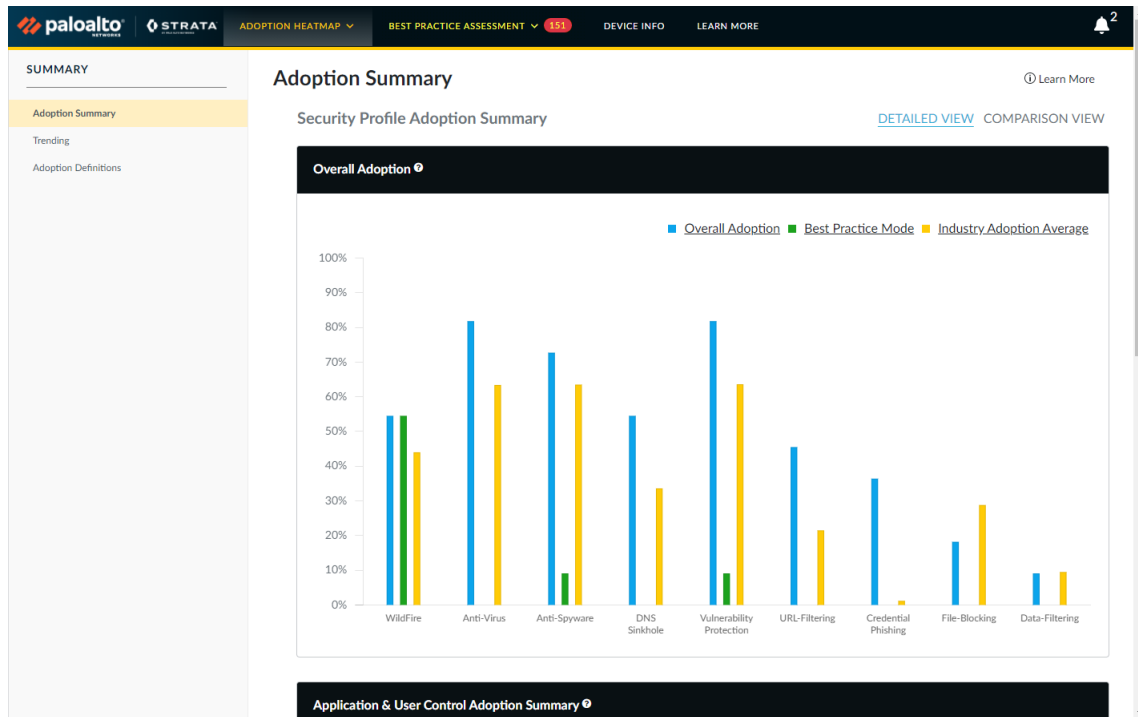 paloalto
NETWORKS
STRATA
ADOPTION HEATMAP
BEST PRACTICE ASSESSMENT 151
DEVICE INFO
LEARN MORE
2
SUMMARY
Adoption Summary
Trending
Adoption Definitions
Adoption Summary
Learn More
Security Profile Adoption Summary
DETAILED VIEW COMPARISON VIEW
Overall Adoption
Overall Adoption Best Practice Mode Industry Adoption Average
100%
90%
80%
70%
60%
50%
40%
30%
20%
10%
0%
WildFire Anti-Virus Anti-Spyware DNS Vulnerability URL-Filtering Credential File-Blocking Data-Filtering
Sinkhole Protection Phishing
Application & User Control Adoption Summary